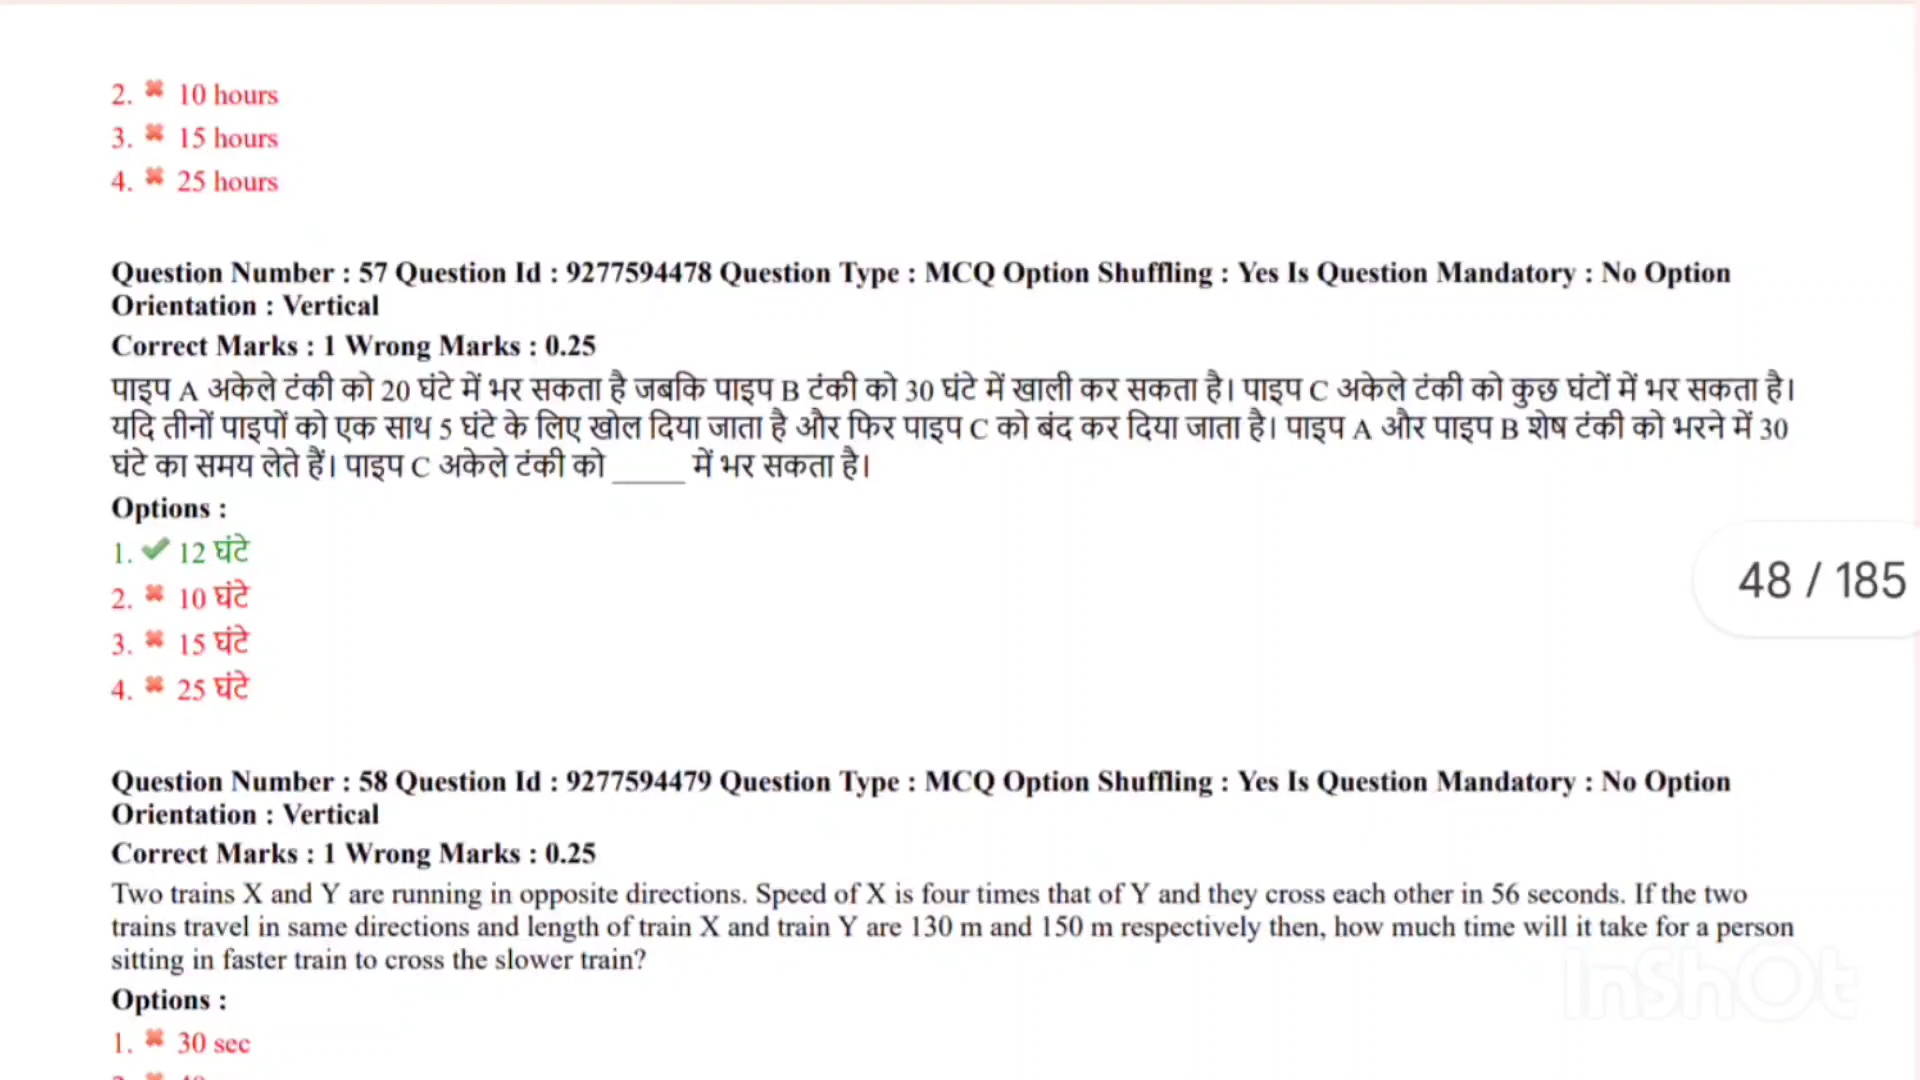 2. 10 hours
3. 15 hours
4. 25 hours
Question Number : 57 Question Id : 9277594478 Question Type : MCQ Option Shuffling : Yes Is Question Mandatory : No Option
Orientation : Vertical
Correct Marks : 1 Wrong Marks : 0.25
पाइप A अकेले टंकी को 20 घंटे में भर सकता है जबकि पाइप B टंकी को 30 घंटे में खाली कर सकता है। पाइप C अकेले टंकी को कुछ घंटों में भर सकता है।
यदि तीनों पाइपों को एक साथ 5 घंटे के लिए खोल दिया जाता है और फिर पाइप C को बंद कर दिया जाता है। पाइप A और पाइप B शेष टंकी को भरने में 30
घंटे का समय लेते हैं। पाइप C अकेले टंकी को _____ में भर सकता है।
Options :
1. 12 घंटे
2. 10 घंटे
3. 15 घंटे
4. 25 घंटे
48 / 185
Question Number : 58 Question Id : 9277594479 Question Type : MCQ Option Shuffling : Yes Is Question Mandatory : No Option
Orientation : Vertical
Correct Marks : 1 Wrong Marks : 0.25
Two trains X and Y are running in opposite directions. Speed of X is four times that of Y and they cross each other in 56 seconds. If the two
trains travel in same directions and length of train X and train Y are 130 m and 150 m respectively then, how much time will it take for a person
sitting in faster train to cross the slower train?
Options :
1. 30 sec
InShOt